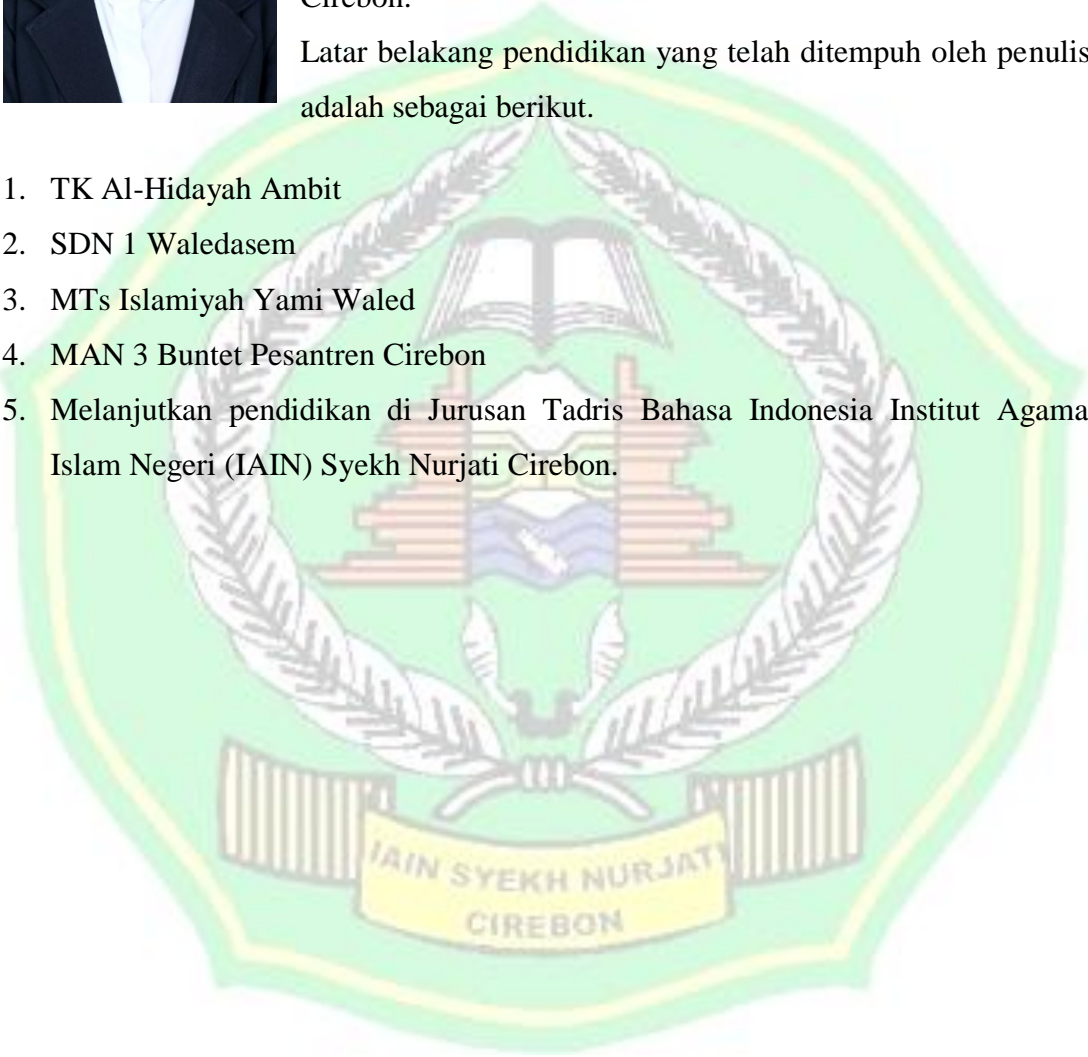 Cirebon.
Latar belakang pendidikan yang telah ditempuh oleh penulis
adalah sebagai berikut.
1. TK Al-Hidayah Ambit
2. SDN 1 Waledasem
3. MTs Islamiyah Yami Waled
4. MAN 3 Buntet Pesantren Cirebon
5. Melanjutkan pendidikan di Jurusan Tadris Bahasa Indonesia Institut Agama
Islam Negeri (IAIN) Syekh Nurjati Cirebon.
IAIN SYEKH NURJATI
CIREBON